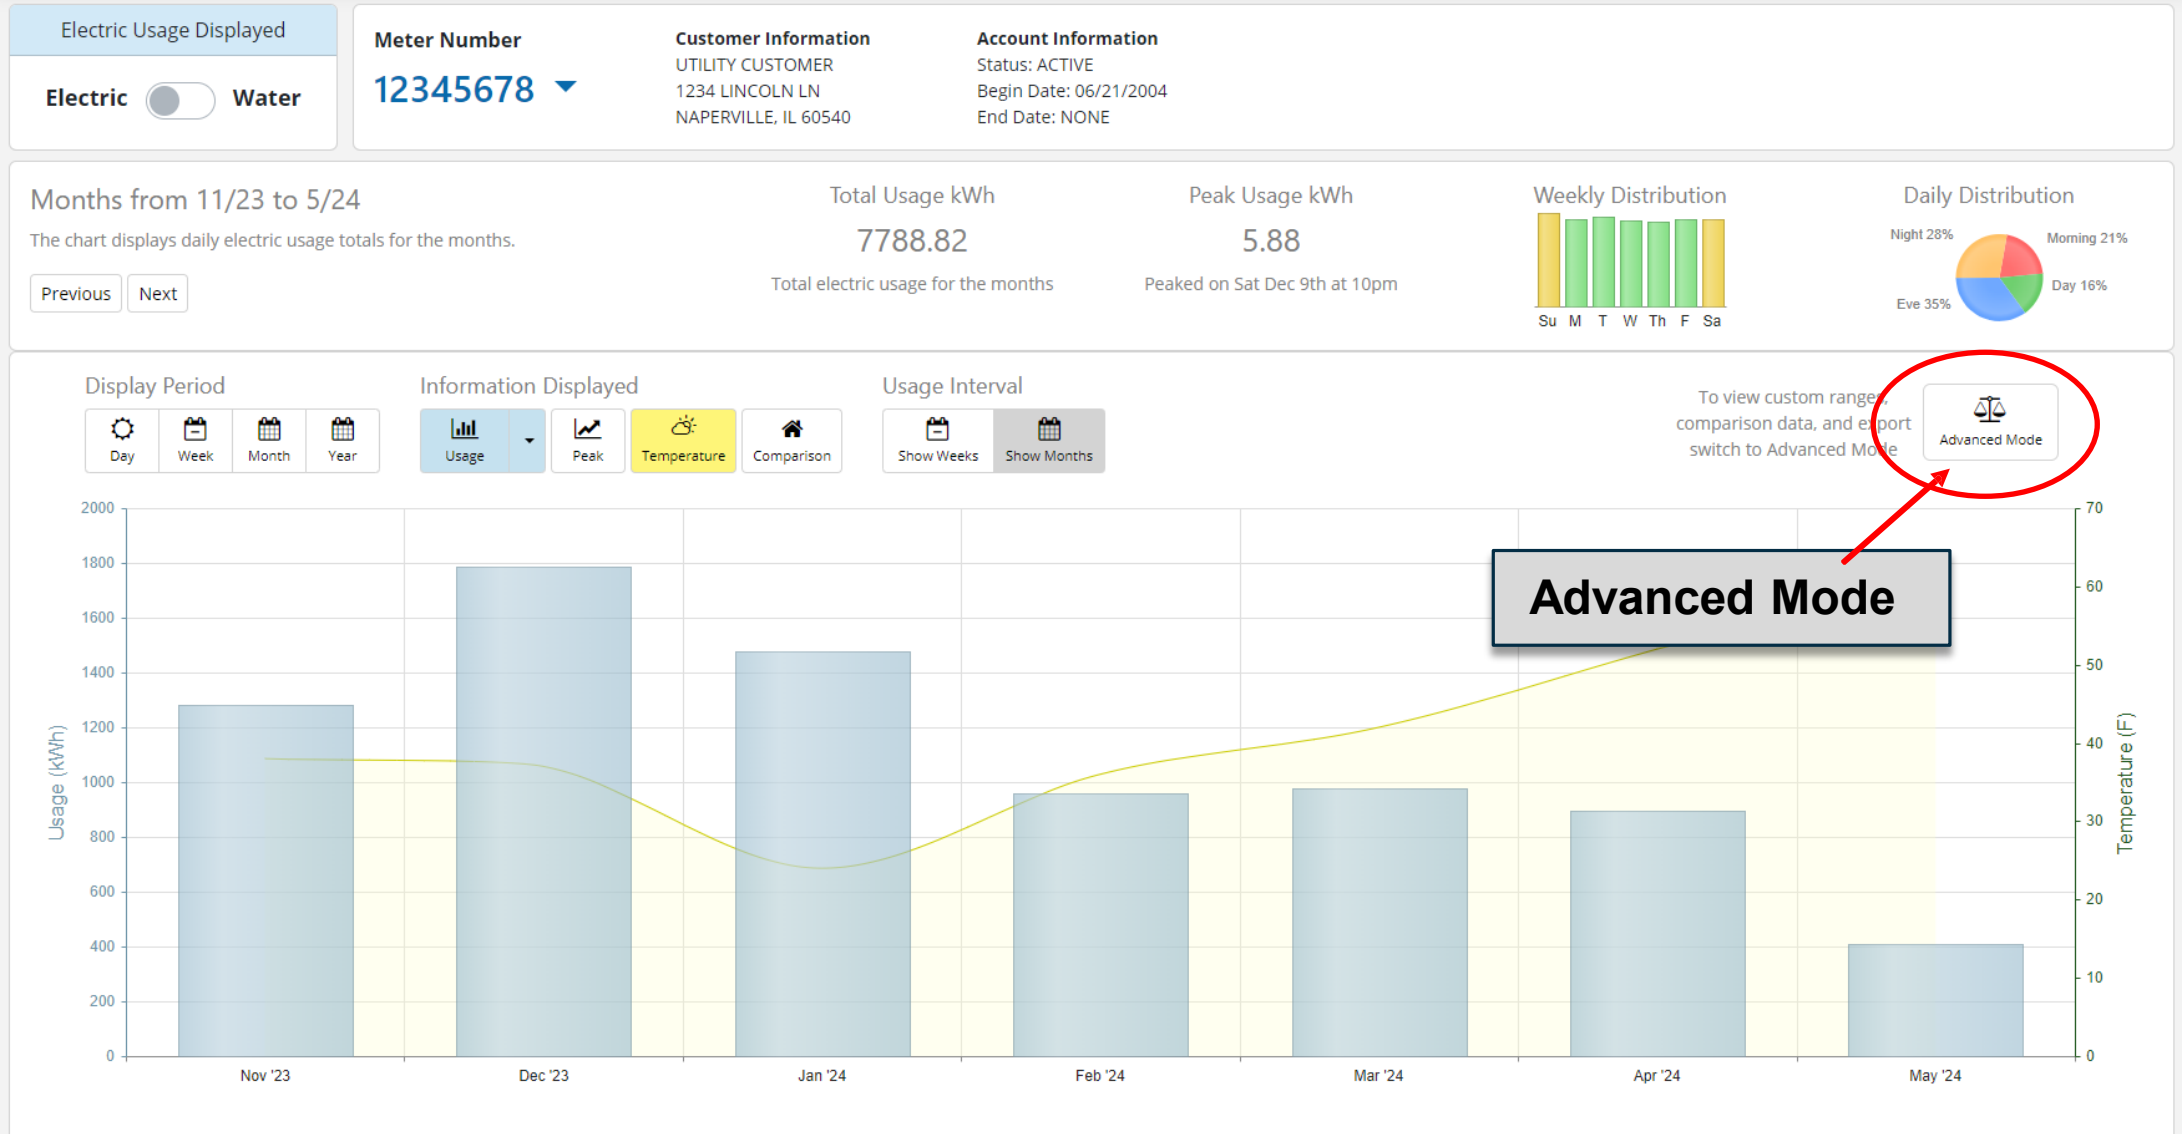 Electric Usage Displayed
Electric Water
Meter Number
12345678
Customer Information
UTILITY CUSTOMER
1234 LINCOLN LN
NAPERVILLE, IL 60540
Account Information
Status: ACTIVE
Begin Date: 06/21/2004
End Date: NONE
Months from 11/23 to 5/24
The chart displays daily electric usage totals for the months.
Previous Next
Total Usage kWh
7788.82
Total electric usage for the months
Peak Usage kWh
5.88
Peaked on Sat Dec 9th at 10pm
Weekly Distribution
Su M T W Th F Sa
Daily Distribution
Night 28%
Morning 21%
Day 16%
Eve 35%
Display Period
Day Week Month Year
Information Displayed
Usage Peak Temperature Comparison
Usage Interval
Show Weeks Show Months
To view custom ranges,
comparison data, and export
switch to Advanced Mode
Advanced Mode
Advanced Mode
Usage (kWh)
2000
1800
1600
1400
1200
1000
800
600
400
200
0
70
60
50
40
30
20
10
0
Temperature (F)
Nov '23 Dec '23 Jan '24 Feb '24 Mar '24 Apr '24 May '24